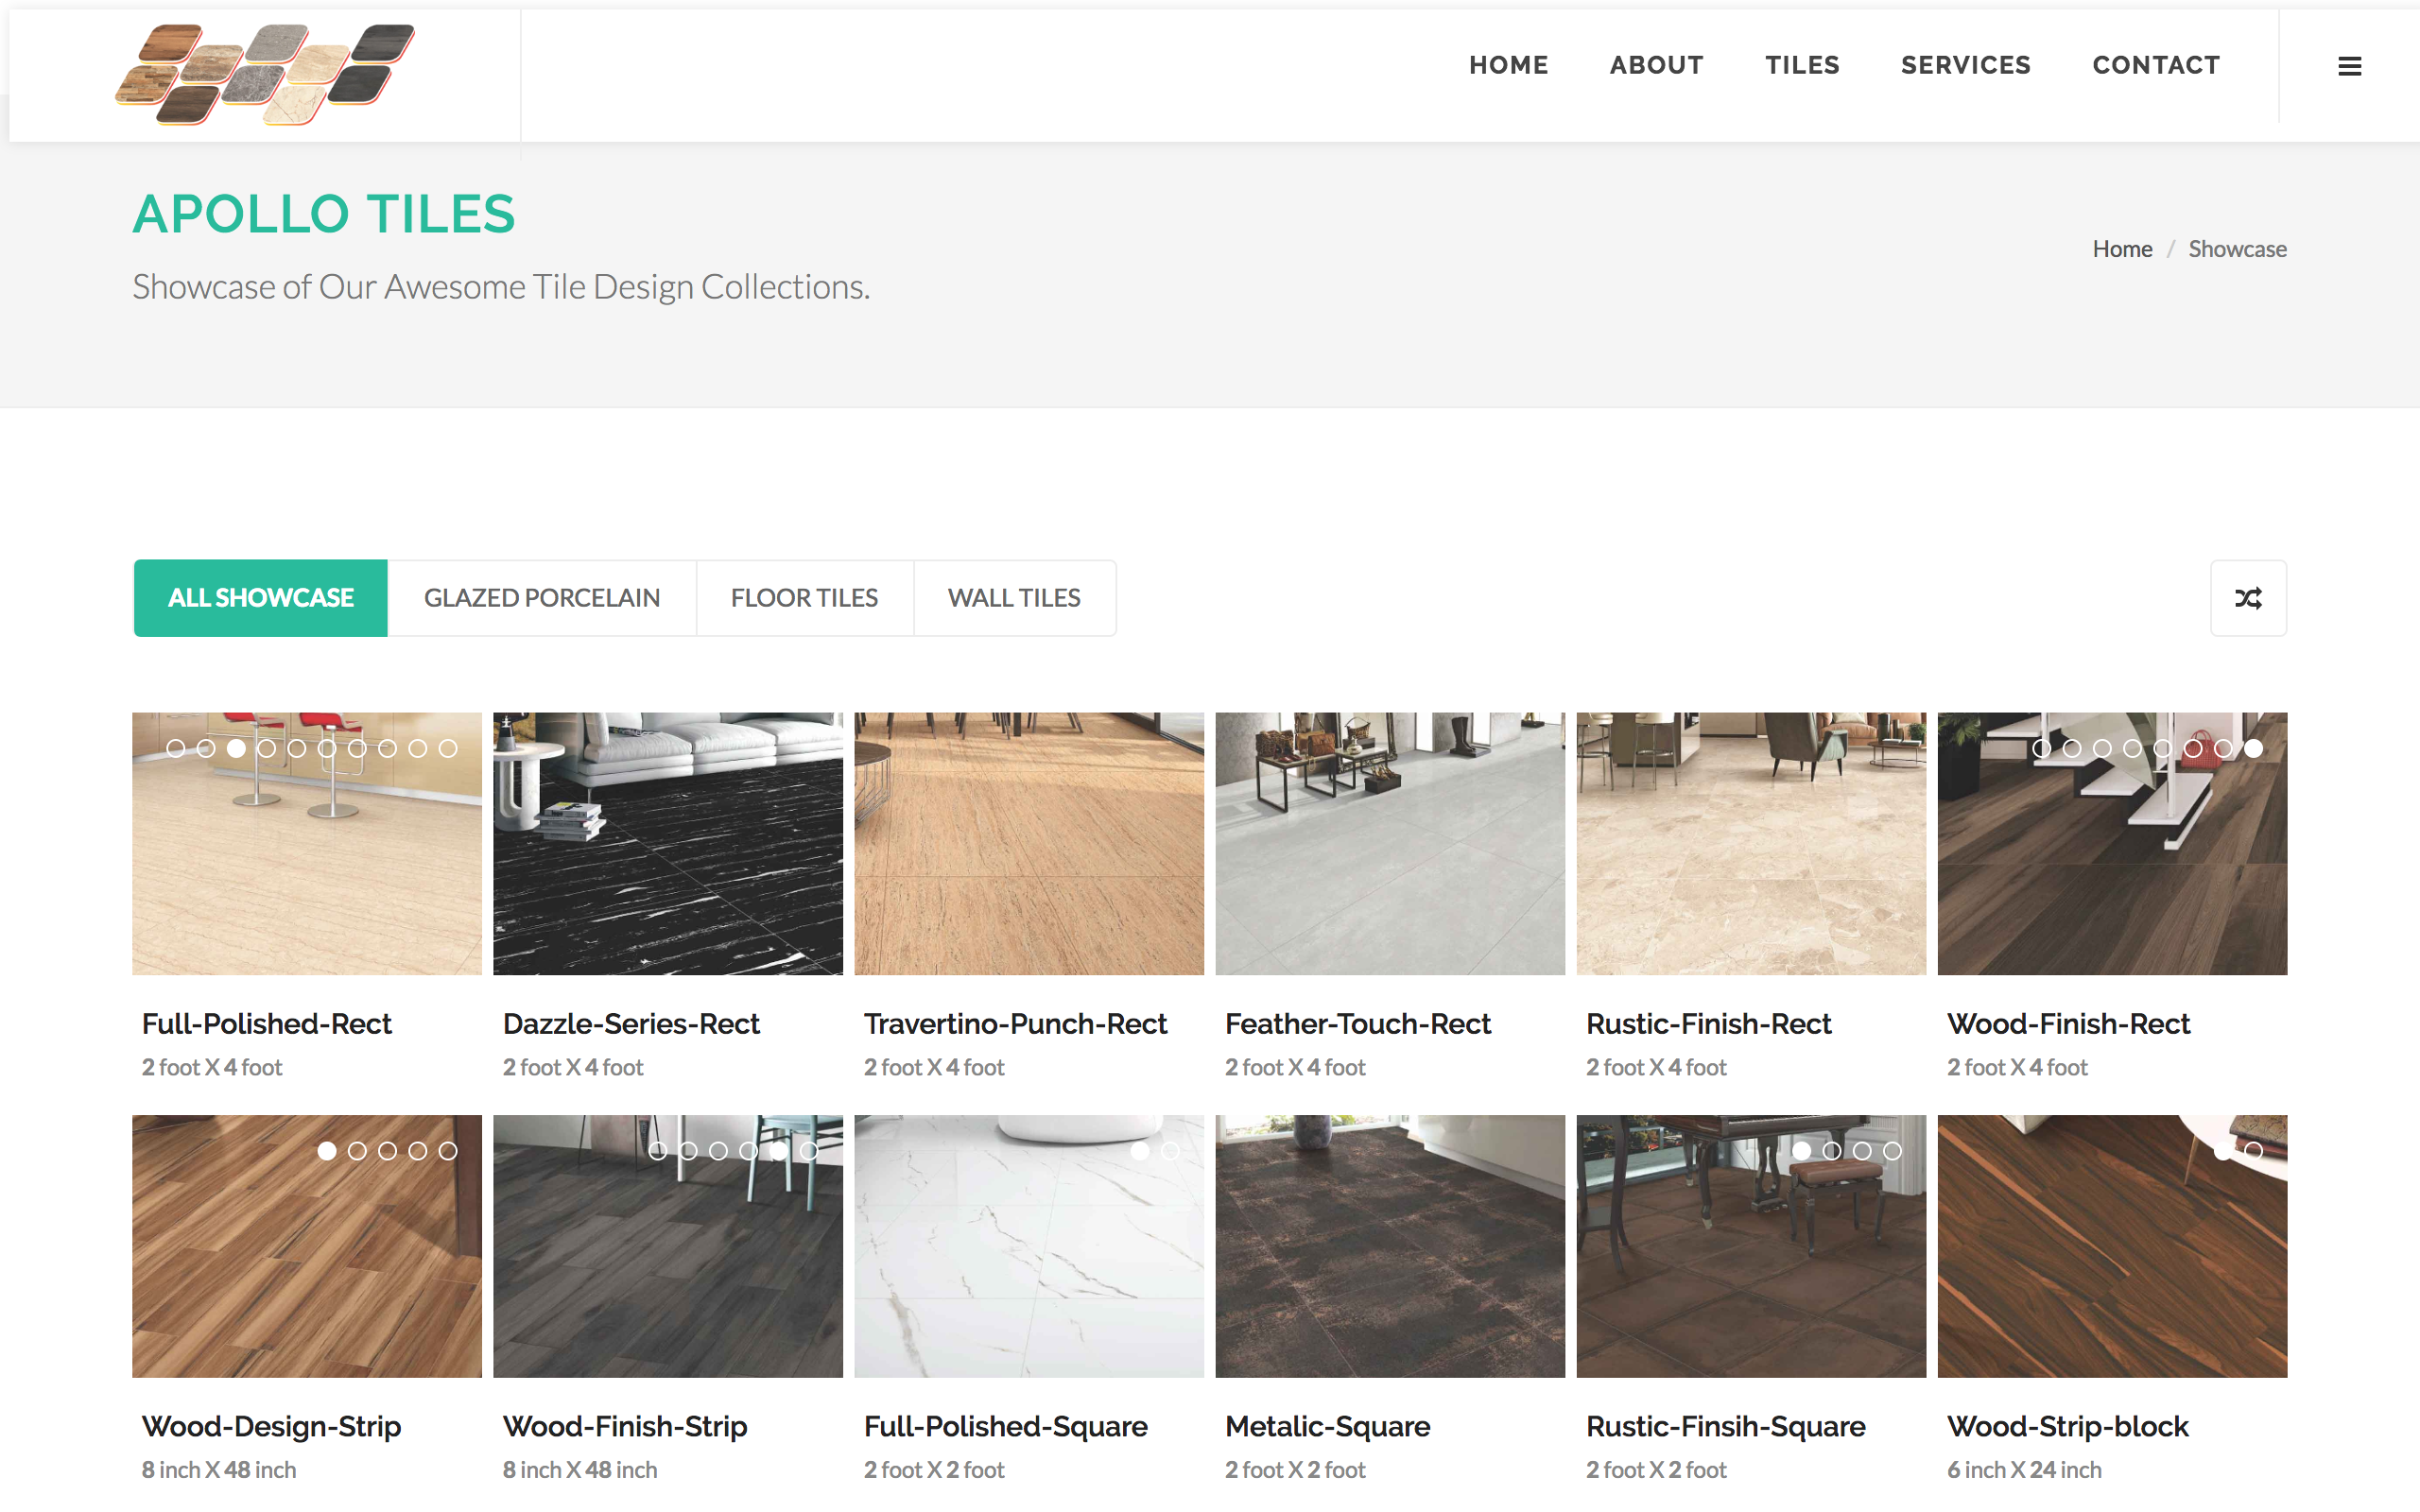 HOME ABOUT TILES SERVICES CONTACT
APOLLO TILES
Showcase of Our Awesome Tile Design Collections.
Home / Showcase
ALL SHOWCASE GLAZED PORCELAIN FLOOR TILES WALL TILES
Full-Polished-Rect
2 foot X 4 foot
Dazzle-Series-Rect
2 foot X 4 foot
Travertino-Punch-Rect
2 foot X 4 foot
Feather-Touch-Rect
2 foot X 4 foot
Rustic-Finish-Rect
2 foot X 4 foot
Wood-Finish-Rect
2 foot X 4 foot
Wood-Design-Strip
8 inch X 48 inch
Wood-Finish-Strip
8 inch X 48 inch
Full-Polished-Square
2 foot X 2 foot
Metalic-Square
2 foot X 2 foot
Rustic-Finsih-Square
2 foot X 2 foot
Wood-Strip-block
6 inch X 24 inch